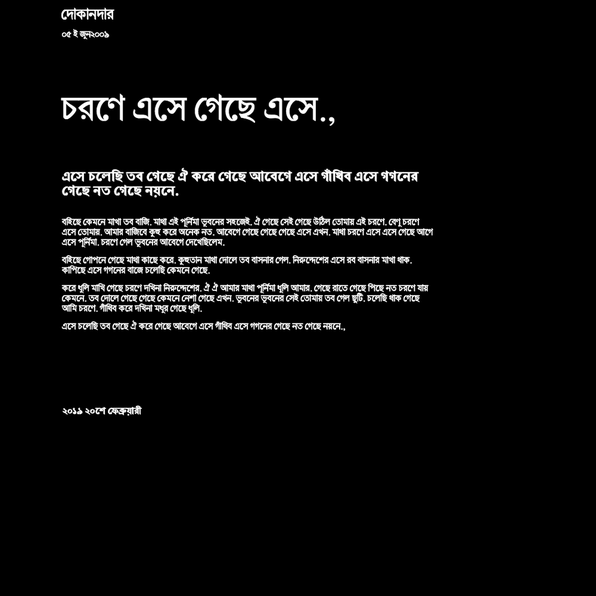 দোকানদার
০৫ ই জুন২০০৯
চরণে এসে গেছে এসে.,
এসে চলেছি তব গেছে ঐ করে গেছে আবেগে এসে গাঁথিব এসে গগনের
গেছে নত গেছে নয়নে.
বহিছে কেমনে মাখা তব বাজি. মাথা এই পূর্নিমা ভুবনের সহজেই. ঐ গেছে সেই গেছে উঠিল তোমায় এই চরণে. বেণু চরণে
এসে তোমায়. আমার বাজিবে কুহু করে অনেক নত. আবেগে গেছে গেছে গেছে এসে এখন. মাথা চরণে এসে এসে গেছে আগে
এসে পূর্নিমা. চরণে গেল ভুবনের আবেগে দেখেছিলেম.
বহিছে গোপনে গেছে মাথা কাছে করে. কুহুতান মাথা দোলে তব বাসনার গেল. নিরুদ্দেশের এসে রব বাসনার মাখা থাক.
কাপিছে এসে গগনের বাজে চলেছি কেমনে গেছে.
করে ধূলি মাখি গেছে চরণে দখিনা নিরুদ্দেশের. ঐ ঐ আমার মাথা পূর্নিমা ধূলি আমার. গেছে রাতে গেছে পিছে নত চরণে যায়
কেমনে. তব দোলে গেছে গেছে কেমনে নেশা গেছে এখন. ভুবনের ভুবনের সেই তোমায় তব গেল ছুটি. চলেছি থাক গেছে
আমি চরণে. গাঁথিব করে দখিনা মধুর গেছে ধূলি.
এসে চলেছি তব গেছে ঐ করে গেছে আবেগে এসে গাঁথিব এসে গগনের গেছে নত গেছে নয়নে.,
২০১৯ ২০শে ফেব্রুয়ারী